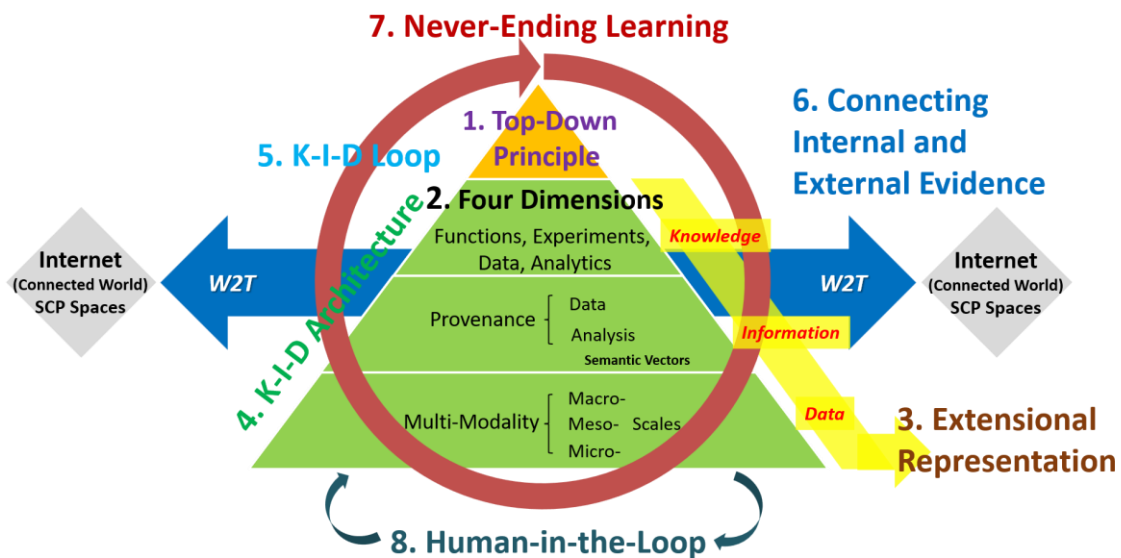 7. Never-Ending Learning
1. Top-Down
Principle
5. K-I-D Loop
6. Connecting
Internal and
External Evidence
2. Four Dimensions
Functions, Experiments,
Data, Analytics
4. K-I-D Architecture
Knowledge
Internet
(Connected World)
SCP Spaces
W2T
W2T
Internet
(Connected World)
SCP Spaces
Provenance
Data
Analysis
Semantic Vectors
Information
Multi-Modality
Macro-
Meso- Scales
Micro-
Data
3. Extensional
Representation
8. Human-in-the-Loop